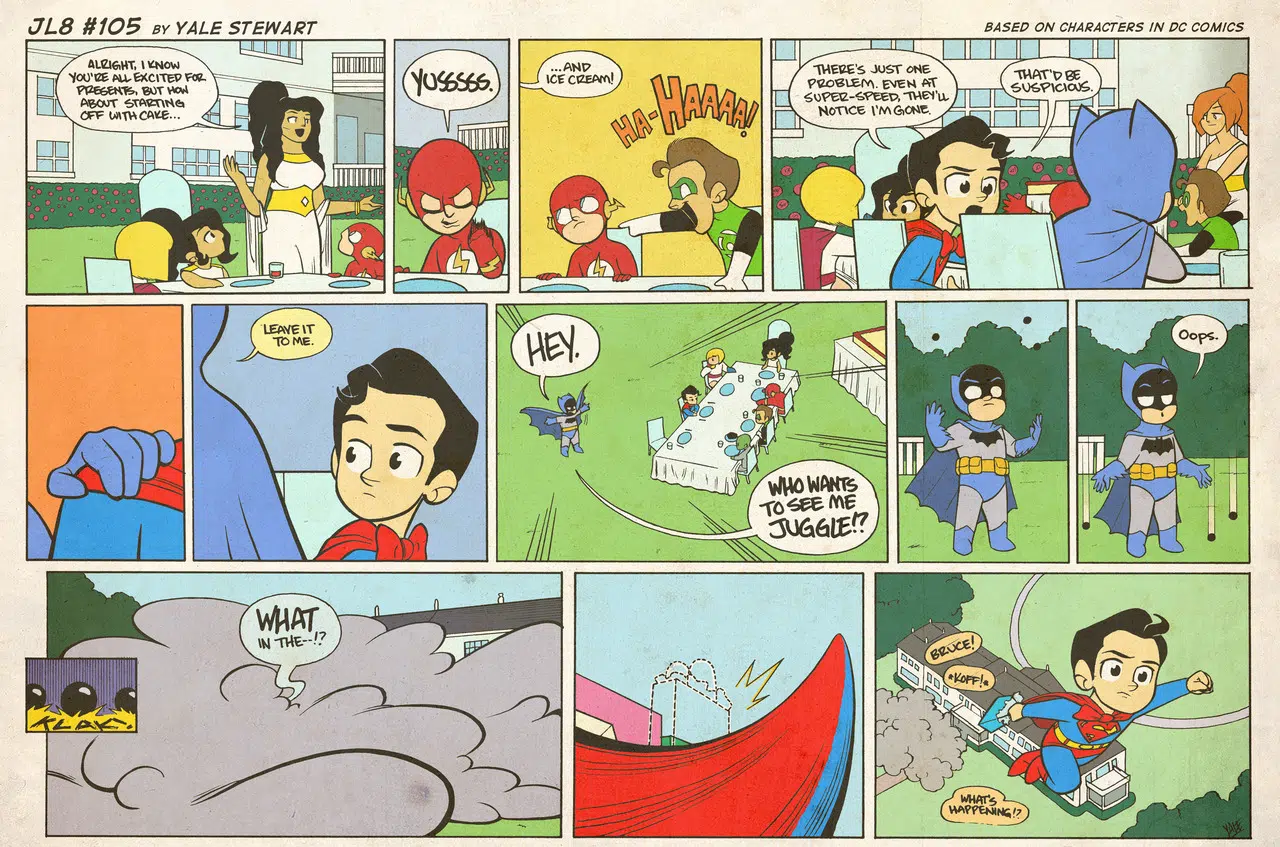 JL8 #105 BY YALE STEWART
BASED ON CHARACTERS IN DC COMICS
ALRIGHT, I KNOW
YOU'RE ALL EXCITED FOR
PRESENTS, BUT HOW
ABOUT STARTING
OFF WITH CAKE...
YUSSSSS.
...AND
ICE CREAM!
HA-HAAAA!
THERE'S JUST ONE
PROBLEM. EVEN AT
SUPER-SPEED, THEY'LL
NOTICE I'M GONE.
THAT'D BE
SUSPICIOUS.
LEAVE IT
TO ME.
HEY.
WHO WANTS
TO SEE ME
JUGGLE!?
OOPS.
KLAK.
WHAT
IN THE--!?
BRUCE!
*KOFF!*
WHAT'S
HAPPENING!?
YALE